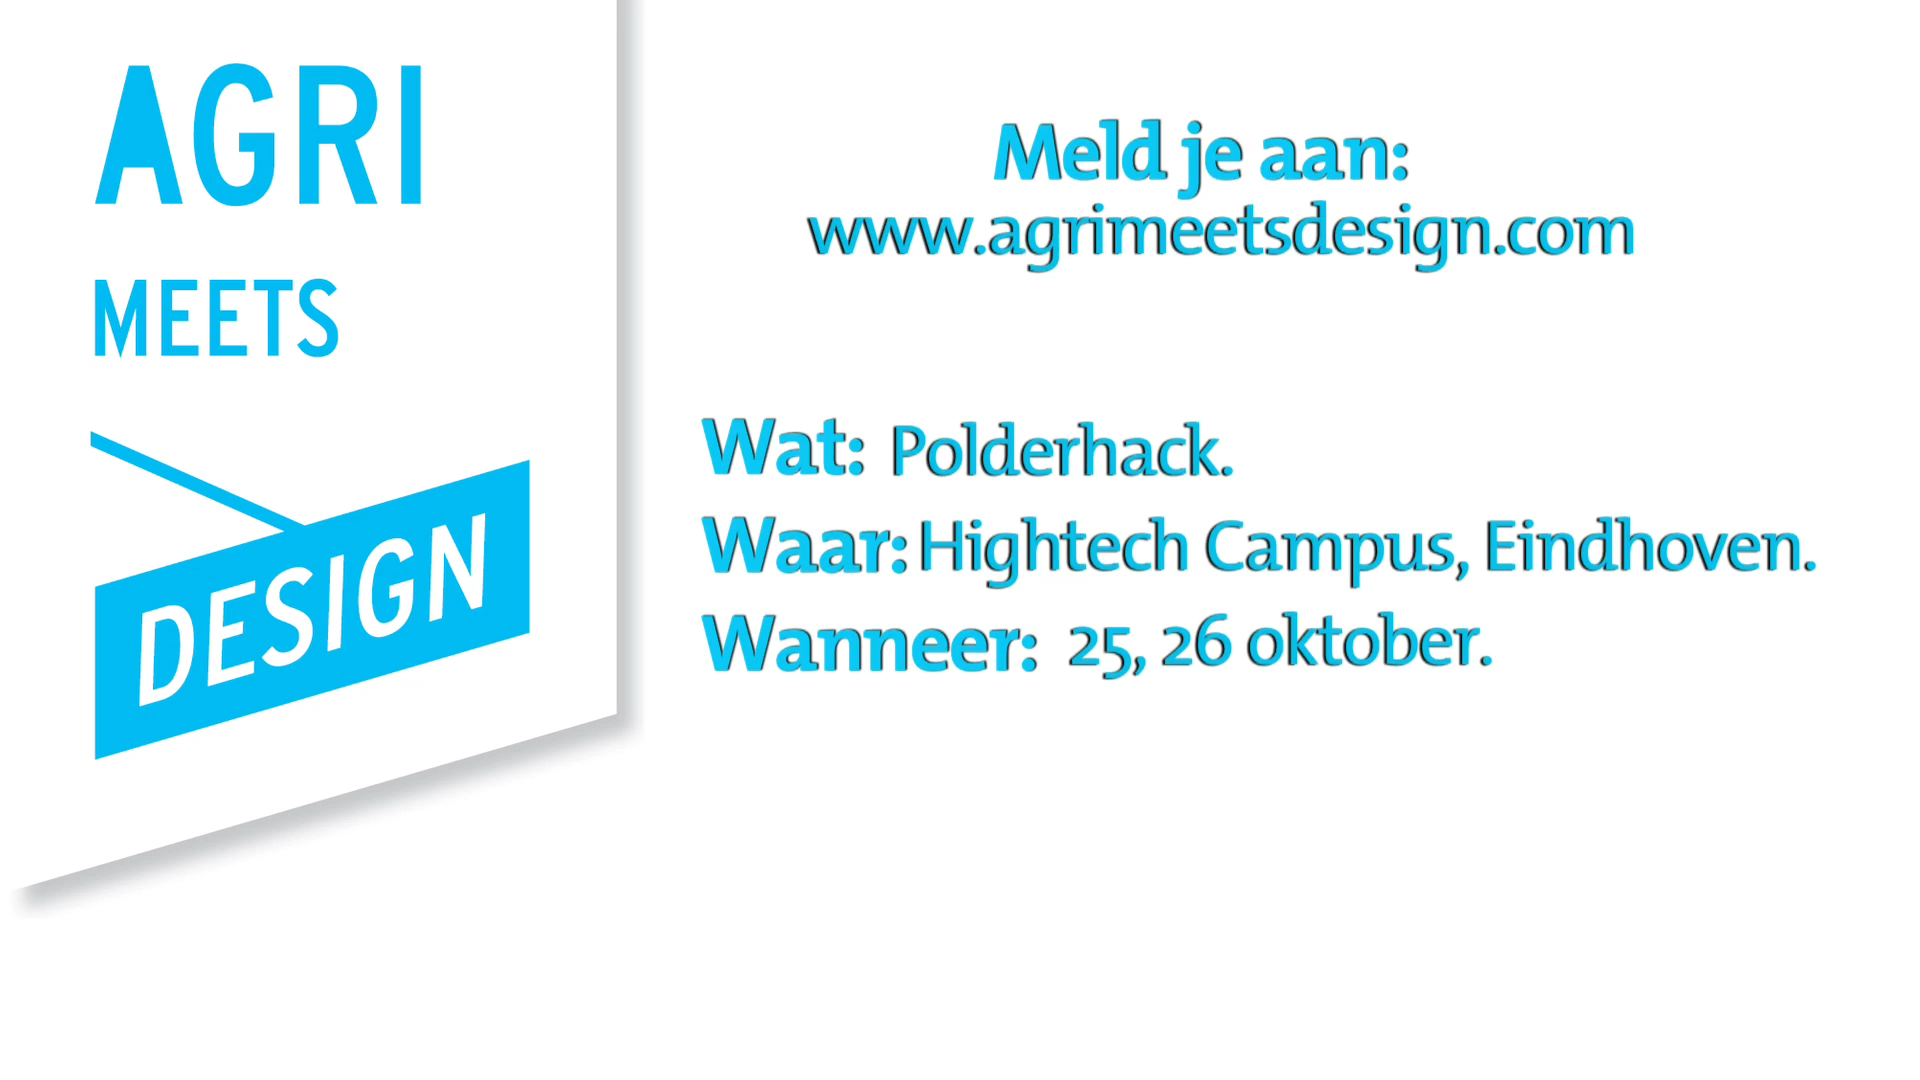 AGRI
MEETS
DESIGN
Meld je aan:
www.agrimeetsdesign.com
Wat: Polderhack.
Waar: Hightech Campus, Eindhoven.
Wanneer: 25, 26 oktober.